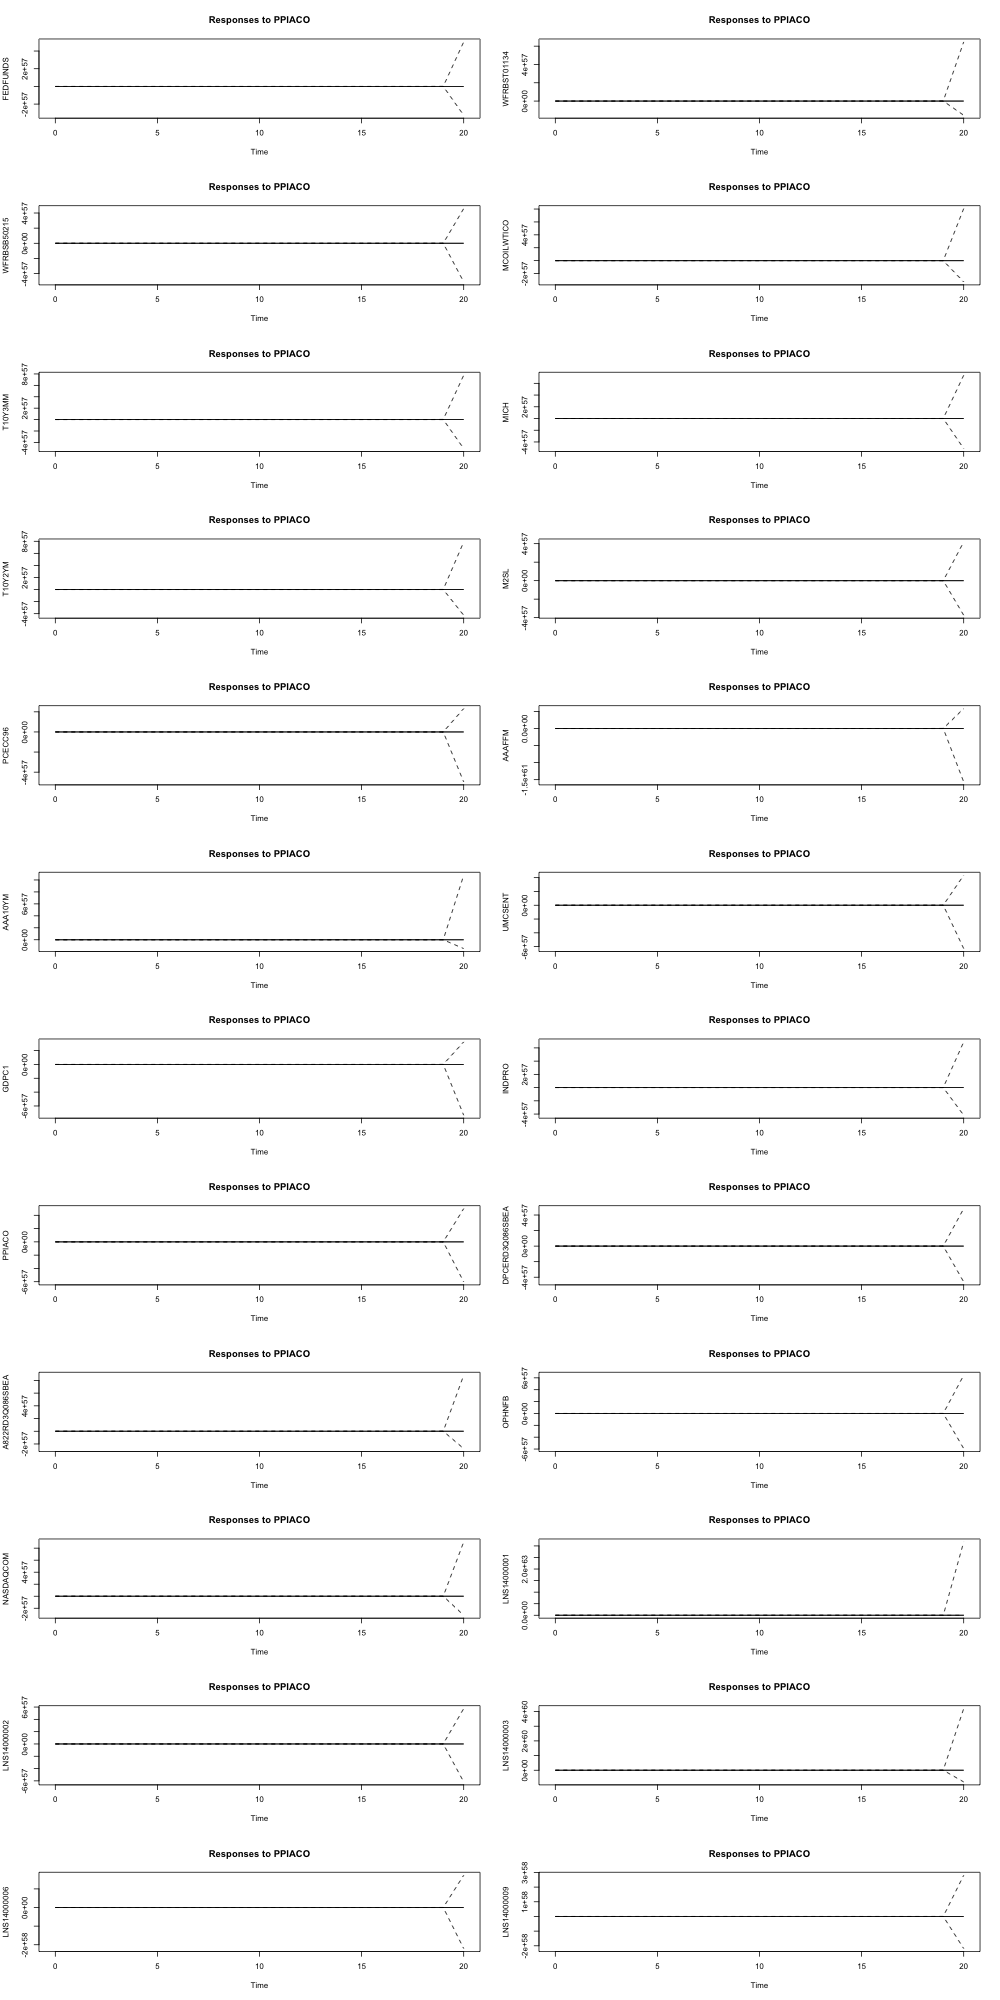 Responses to PPIACO
FEDFUNDS
-2e+57 2e+57
0 5 10 15 20
Time
Responses to PPIACO
WFRBST01134
0e+00 4e+57
0 5 10 15 20
Time
Responses to PPIACO
WFRBSB50215
-4e+57 0e+00 4e+57
0 5 10 15 20
Time
Responses to PPIACO
MCOILWTICO
-2e+57 4e+57
0 5 10 15 20
Time
Responses to PPIACO
T10Y3MM
-4e+57 2e+57 8e+57
0 5 10 15 20
Time
Responses to PPIACO
MICH
-4e+57 2e+57
0 5 10 15 20
Time
Responses to PPIACO
T10Y2YM
-4e+57 2e+57 8e+57
0 5 10 15 20
Time
Responses to PPIACO
M2SL
-4e+57 0e+00 4e+57
0 5 10 15 20
Time
Responses to PPIACO
PCECC96
-4e+57 0e+00
0 5 10 15 20
Time
Responses to PPIACO
AAAFFM
-1.5e+61 0.0e+00
0 5 10 15 20
Time
Responses to PPIACO
AAA10YM
0e+00 6e+57
0 5 10 15 20
Time
Responses to PPIACO
UMCSENT
-6e+57 0e+00
0 5 10 15 20
Time
Responses to PPIACO
GDPC1
-6e+57 0e+00
0 5 10 15 20
Time
Responses to PPIACO
INDPRO
-4e+57 2e+57
0 5 10 15 20
Time
Responses to PPIACO
PPIACO
-6e+57 0e+00
0 5 10 15 20
Time
Responses to PPIACO
DPCERD3Q086SBEA
-4e+57 0e+00 4e+57
0 5 10 15 20
Time
Responses to PPIACO
A822RD3Q086SBEA
-2e+57 4e+57
0 5 10 15 20
Time
Responses to PPIACO
OPHNFB
-6e+57 0e+00 6e+57
0 5 10 15 20
Time
Responses to PPIACO
NASDAQCOM
-2e+57 4e+57
0 5 10 15 20
Time
Responses to PPIACO
LNS14000001
0.0e+00 2.0e+63
0 5 10 15 20
Time
Responses to PPIACO
LNS14000002
-6e+57 0e+00 6e+57
0 5 10 15 20
Time
Responses to PPIACO
LNS14000003
0e+00 2e+60 4e+60
0 5 10 15 20
Time
Responses to PPIACO
LNS14000006
-2e+58 0e+00
0 5 10 15 20
Time
Responses to PPIACO
LNS14000009
-2e+58 1e+58 3e+58
0 5 10 15 20
Time